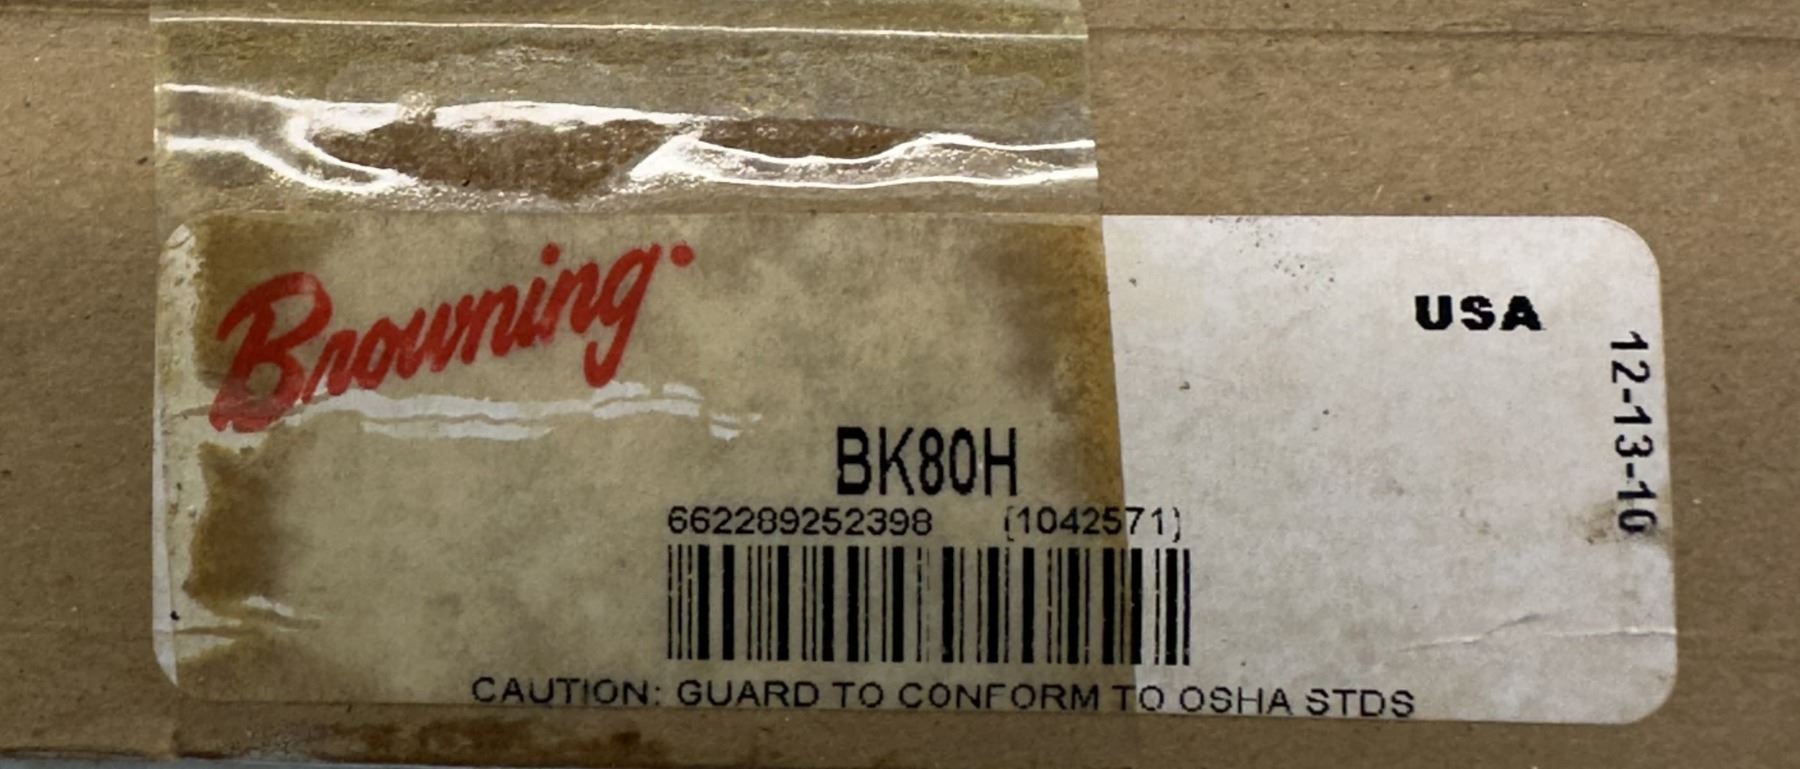 Browning
USA
12-13-10
BK80H
662289252398 (1042571)
CAUTION: GUARD TO CONFORM TO OSHA STDS